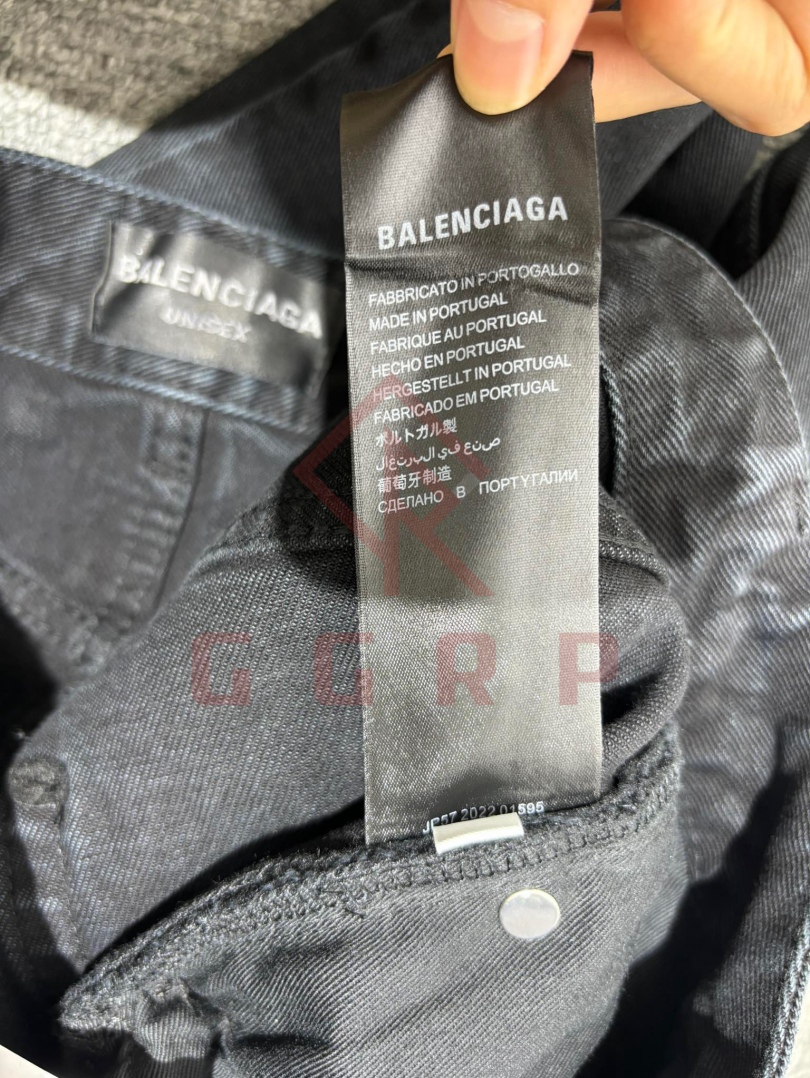 BALENCIAGA
UNISEX
BALENCIAGA
FABBRICATO IN PORTOGALLO
MADE IN PORTUGAL
FABRIQUE AU PORTUGAL
HECHO EN PORTUGAL
HERGESTELLT IN PORTUGAL
FABRICADO EM PORTUGAL
ポルトガル製
صنع في البرتغال
葡萄牙制造
СДЕЛАНО В ПОРТУГАЛИИ
GGRP
2022 01595